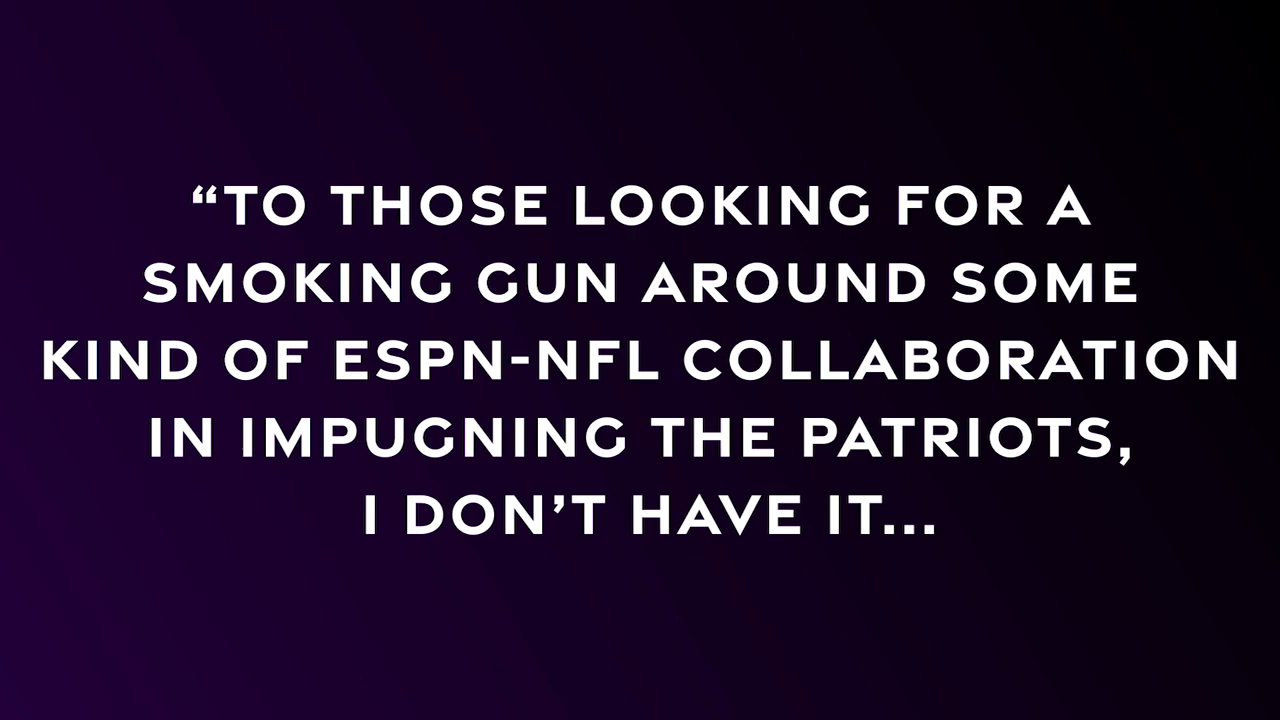 “TO THOSE LOOKING FOR A
SMOKING GUN AROUND SOME
KIND OF ESPN-NFL COLLABORATION
IN IMPUGNING THE PATRIOTS,
I DON’T HAVE IT...